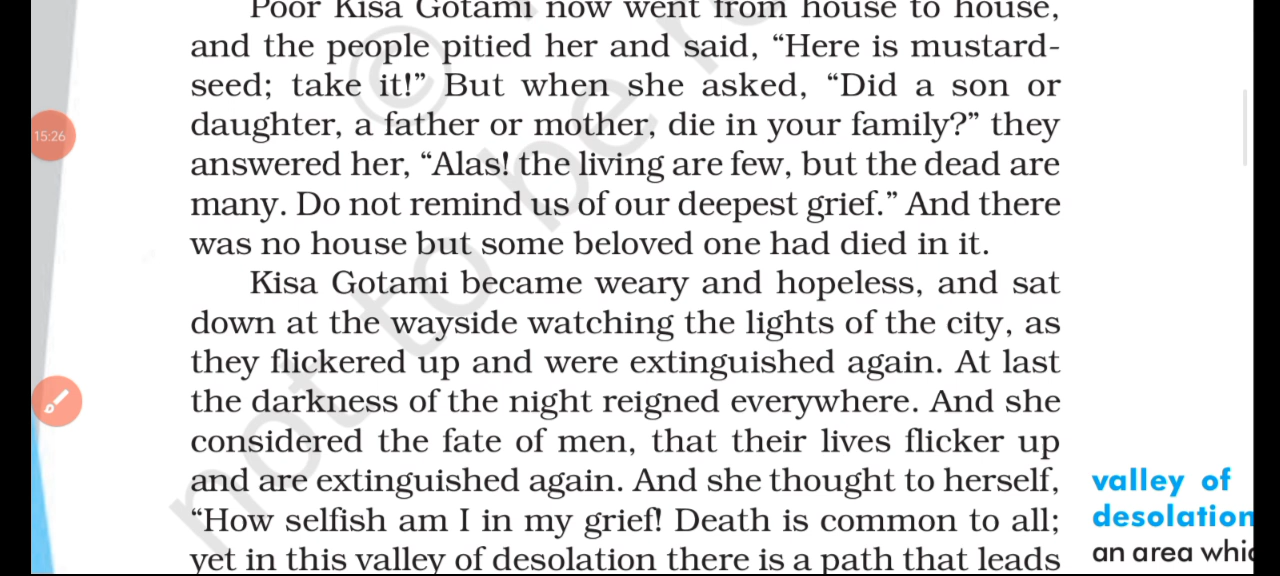 Poor Kisa Gotami now went from house to house,
and the people pitied her and said, “Here is mustard-
seed; take it!” But when she asked, “Did a son or
daughter, a father or mother, die in your family?” they
answered her, “Alas! the living are few, but the dead are
many. Do not remind us of our deepest grief.” And there
was no house but some beloved one had died in it.
Kisa Gotami became weary and hopeless, and sat
down at the wayside watching the lights of the city, as
they flickered up and were extinguished again. At last
the darkness of the night reigned everywhere. And she
considered the fate of men, that their lives flicker up
and are extinguished again. And she thought to herself,
“How selfish am I in my grief! Death is common to all;
yet in this valley of desolation there is a path that leads
valley of
desolation
an area
15:26
©
not to be